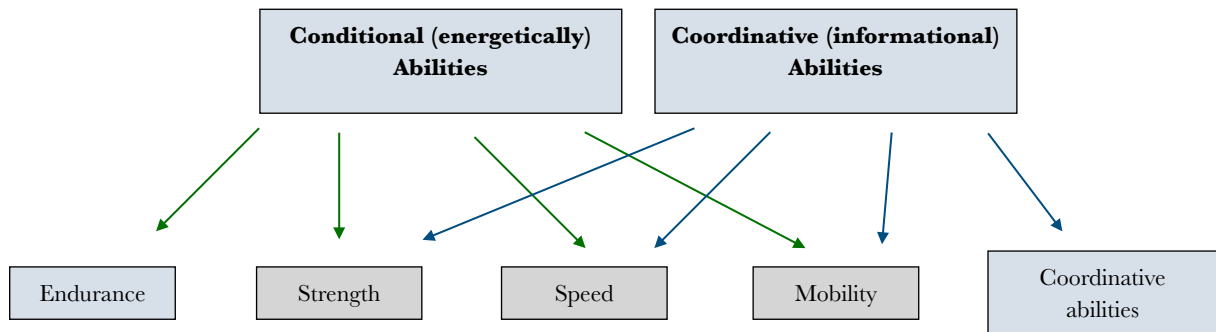 Conditional (energetically)
Abilities
Coordinative (informational)
Abilities
Endurance
Strength
Speed
Mobility
Coordinative
abilities